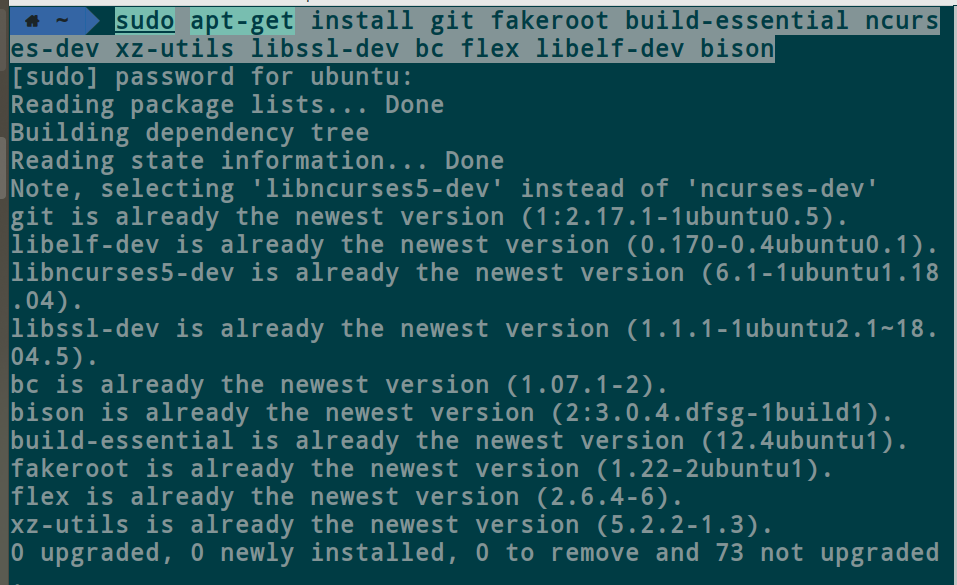 ~ sudo apt-get install git fakeroot build-essential ncurs
es-dev xz-utils libssl-dev bc flex libelf-dev bison
[sudo] password for ubuntu:
Reading package lists... Done
Building dependency tree
Reading state information... Done
Note, selecting 'libncurses5-dev' instead of 'ncurses-dev'
git is already the newest version (1:2.17.1-1ubuntu0.5).
libelf-dev is already the newest version (0.170-0.4ubuntu0.1).
libncurses5-dev is already the newest version (6.1-1ubuntu1.18
.04).
libssl-dev is already the newest version (1.1.1-1ubuntu2.1~18.
04.5).
bc is already the newest version (1.07.1-2).
bison is already the newest version (2:3.0.4.dfsg-1build1).
build-essential is already the newest version (12.4ubuntu1).
fakeroot is already the newest version (1.22-2ubuntu1).
flex is already the newest version (2.6.4-6).
xz-utils is already the newest version (5.2.2-1.3).
0 upgraded, 0 newly installed, 0 to remove and 73 not upgraded